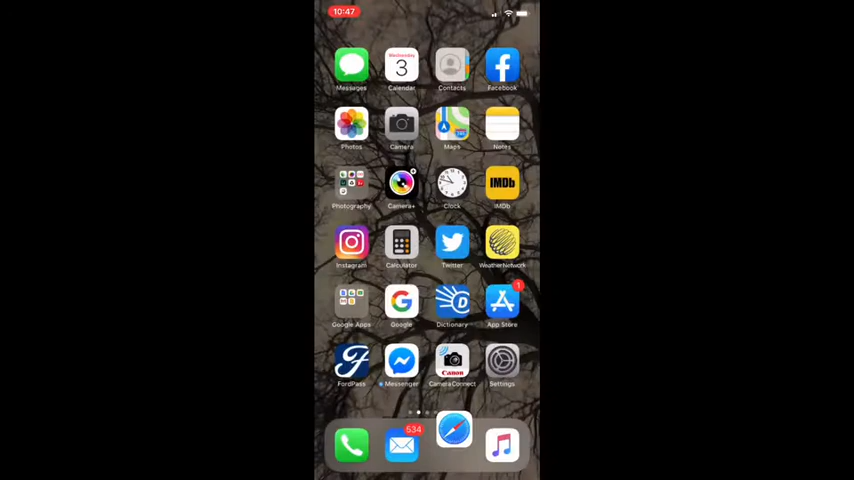 10:47
Wednesday
3
Messages Calendar Contacts Facebook
Photos Camera Maps Notes
IMDb
Photography Camera+ Clock IMDb
Instagram Calculator Twitter WeatherNetwork
G D 1
Google Apps Google Dictionary App Store
Canon
FordPass Messenger CameraConnect Settings
534